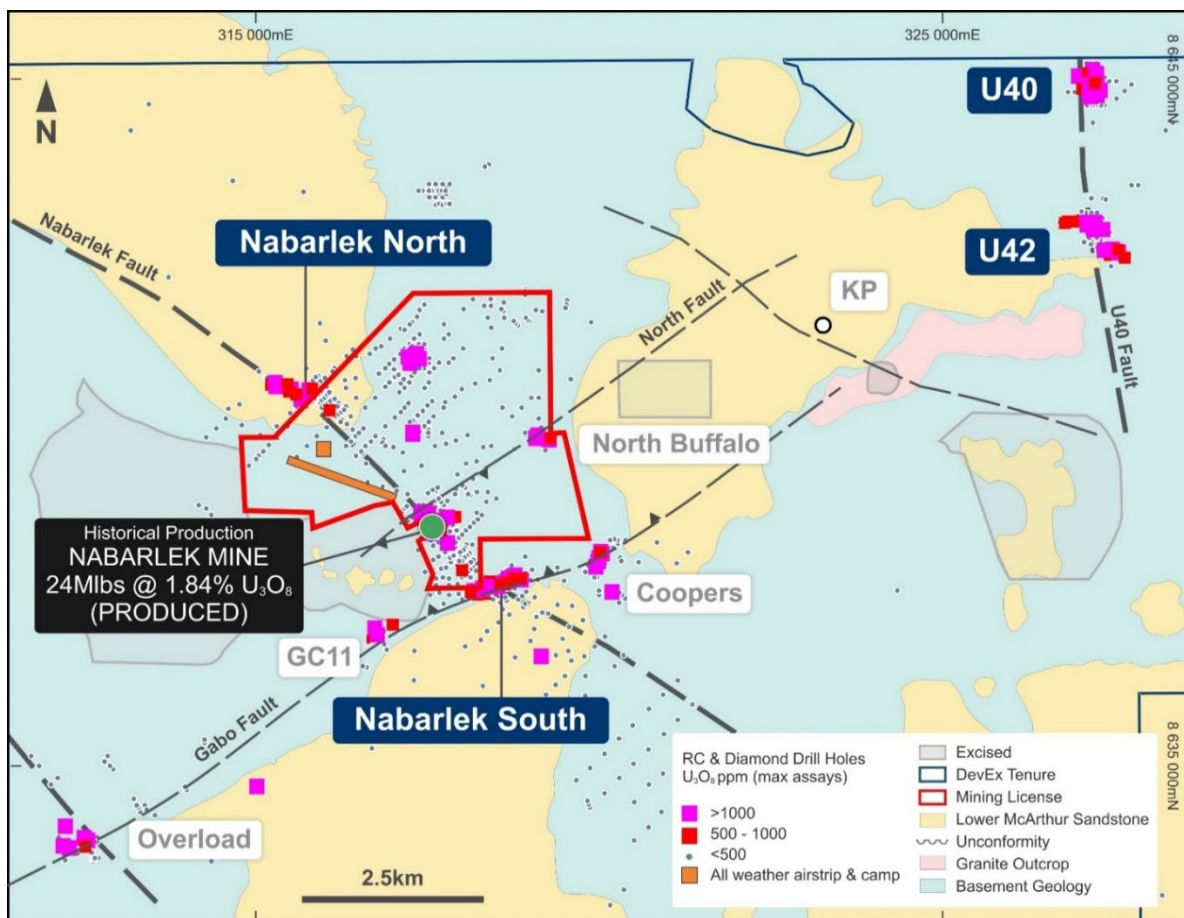 315 000mE
325 000mE
8 645 000mN
N
U40
Nabarlek Fault
Nabarlek North
U42
KP
North Fault
U40 Fault
North Buffalo
Historical Production
NABARLEK MINE
24Mlbs @ 1.84% U₃O₈
(PRODUCED)
Coopers
GC11
Nabarlek South
Gabo Fault
8 635 000mN
Overload
2.5km
RC & Diamond Drill Holes
U₃O₈ ppm (max assays)
>1000
500 - 1000
<500
All weather airstrip & camp
Excised
DevEx Tenure
Mining License
Lower McArthur Sandstone
Unconformity
Granite Outcrop
Basement Geology